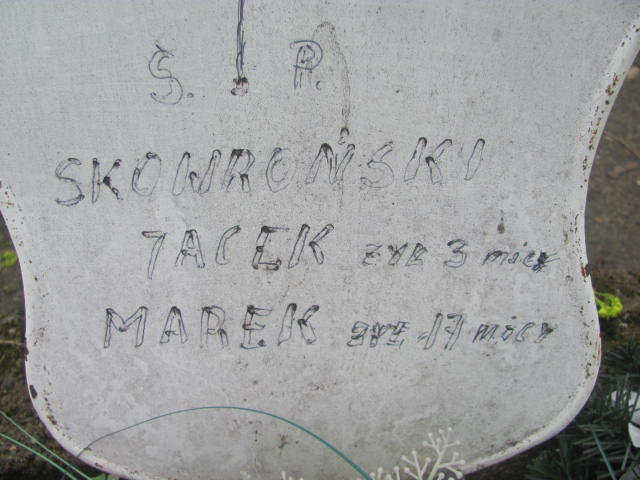 Ś. P.
SKOWROŃSKI
JACEK żył 3 mies
MAREK żył 17 mies